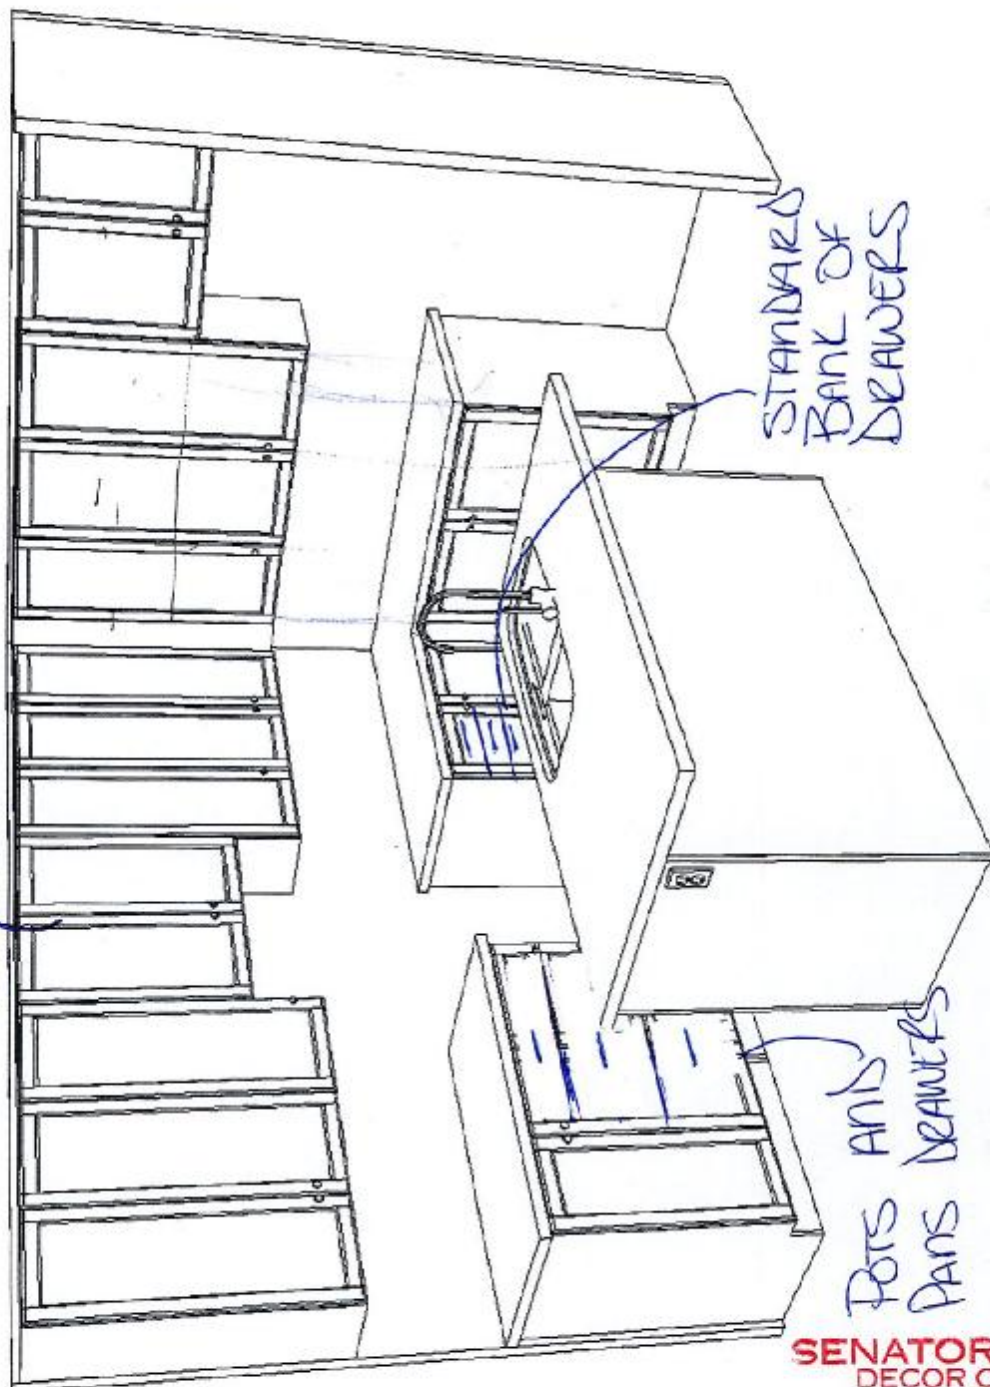 STANDARD
BANK OF
DRAWERS
POTS AND
PANS DRAWERS
SENATOR
DECOR C